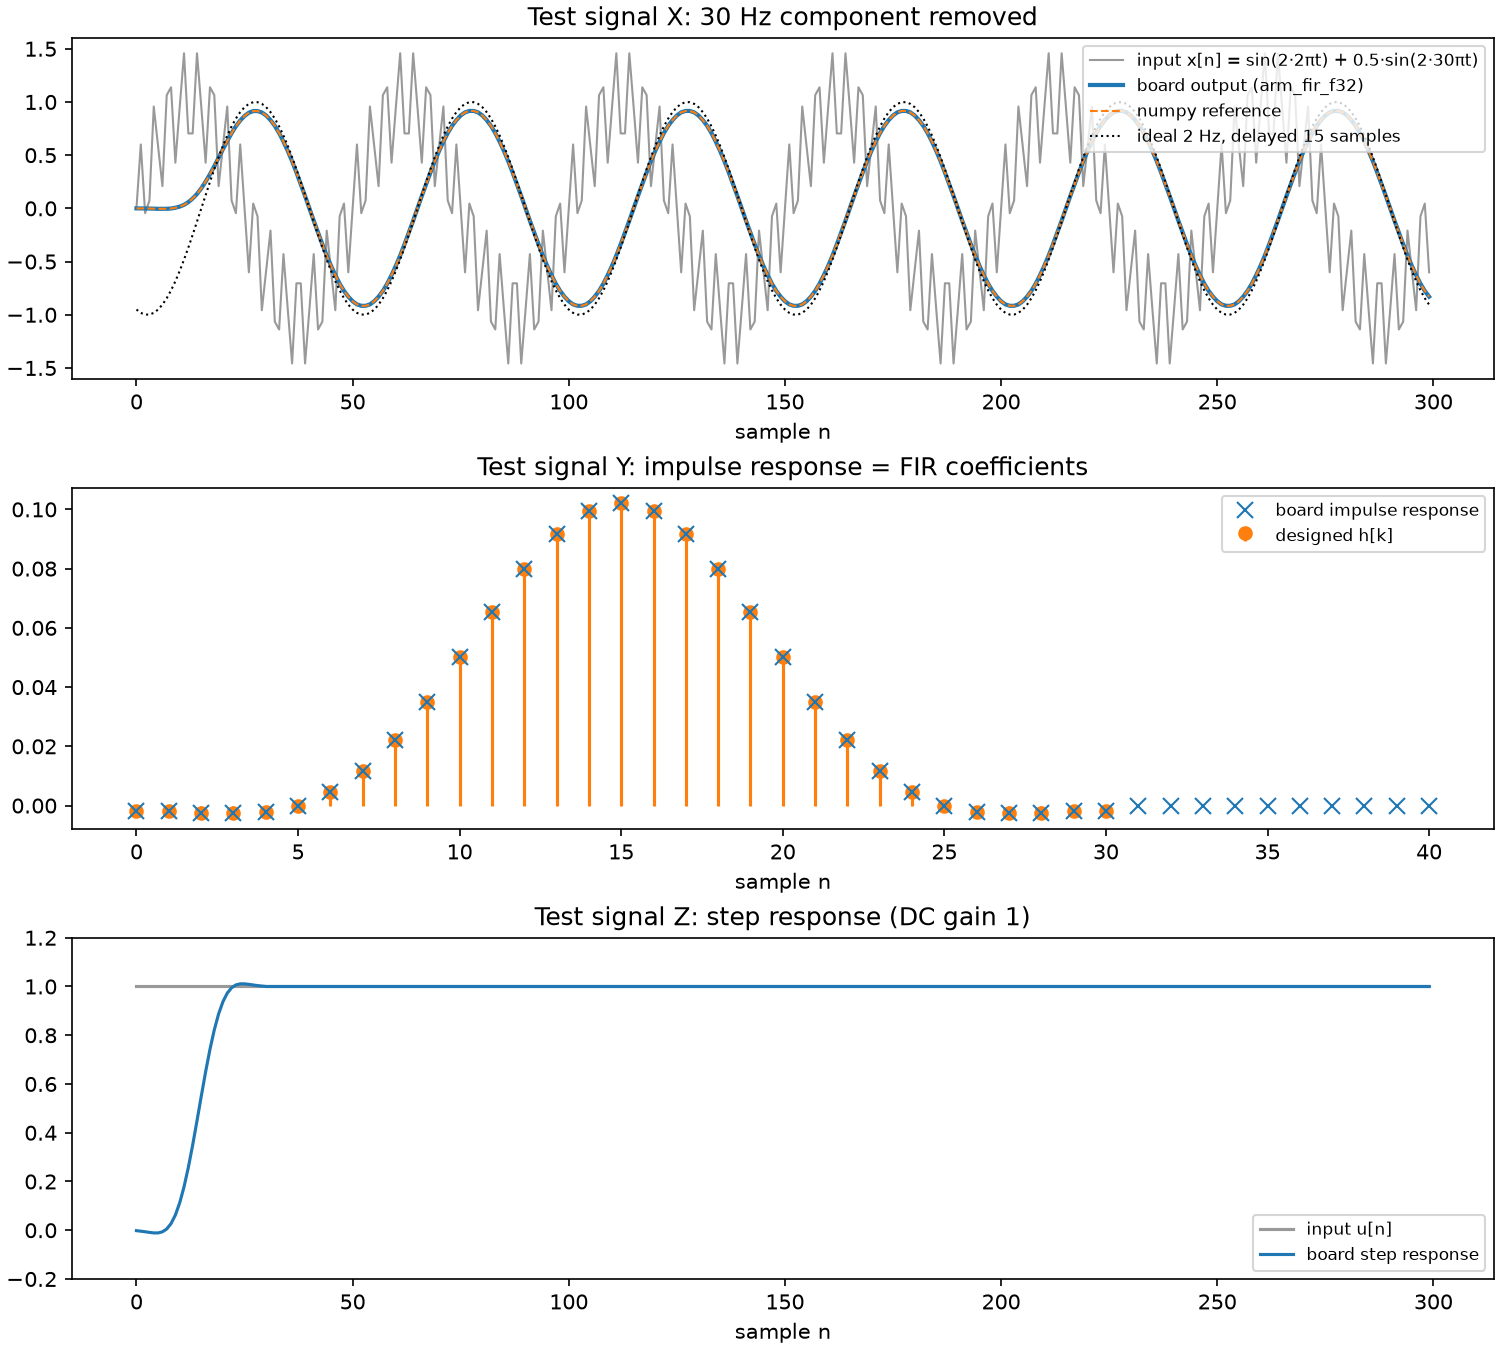 Test signal X: 30 Hz component removed
input x[n] = sin(2·2πt) + 0.5·sin(2·30πt)
board output (arm_fir_f32)
numpy reference
ideal 2 Hz, delayed 15 samples
1.5
1.0
0.5
0.0
−0.5
−1.0
−1.5
0 50 100 150 200 250 300
sample n
Test signal Y: impulse response = FIR coefficients
board impulse response
designed h[k]
0.10
0.08
0.06
0.04
0.02
0.00
0 5 10 15 20 25 30 35 40
sample n
Test signal Z: step response (DC gain 1)
1.2
1.0
0.8
0.6
0.4
0.2
0.0
−0.2
input u[n]
board step response
0 50 100 150 200 250 300
sample n